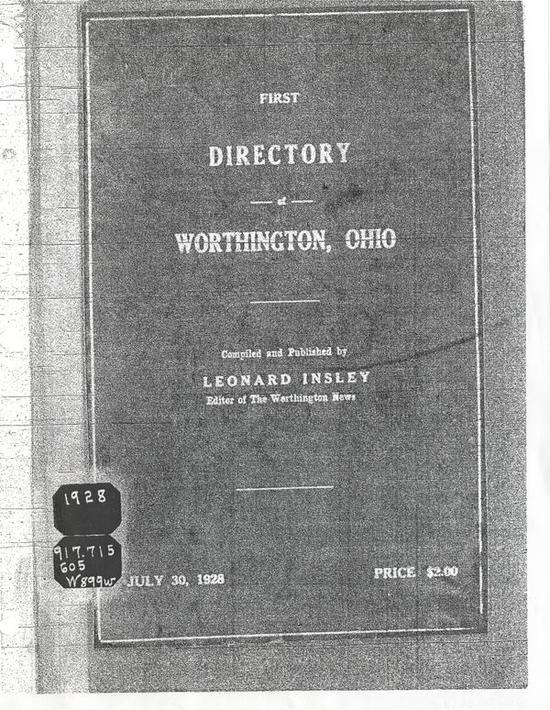 FIRST
DIRECTORY
of
WORTHINGTON, OHIO
Compiled and Published by
LEONARD INSLEY
Editor of The Worthington News
1928
917.715
605
W899w
JULY 30, 1928
PRICE $2.00